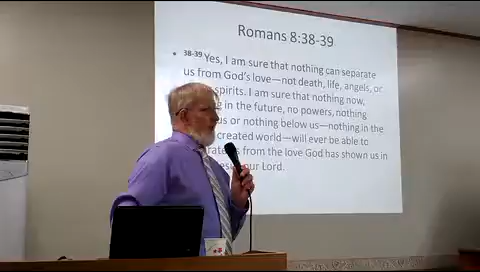 Romans 8:38-39
• 38-39 Yes, I am sure that nothing can separate
us from God's love—not death, life, angels, or
spirits. I am sure that nothing now,
in the future, no powers, nothing
us or nothing below us—nothing in the
created world—will ever be able to
us from the love God has shown us in
our Lord.